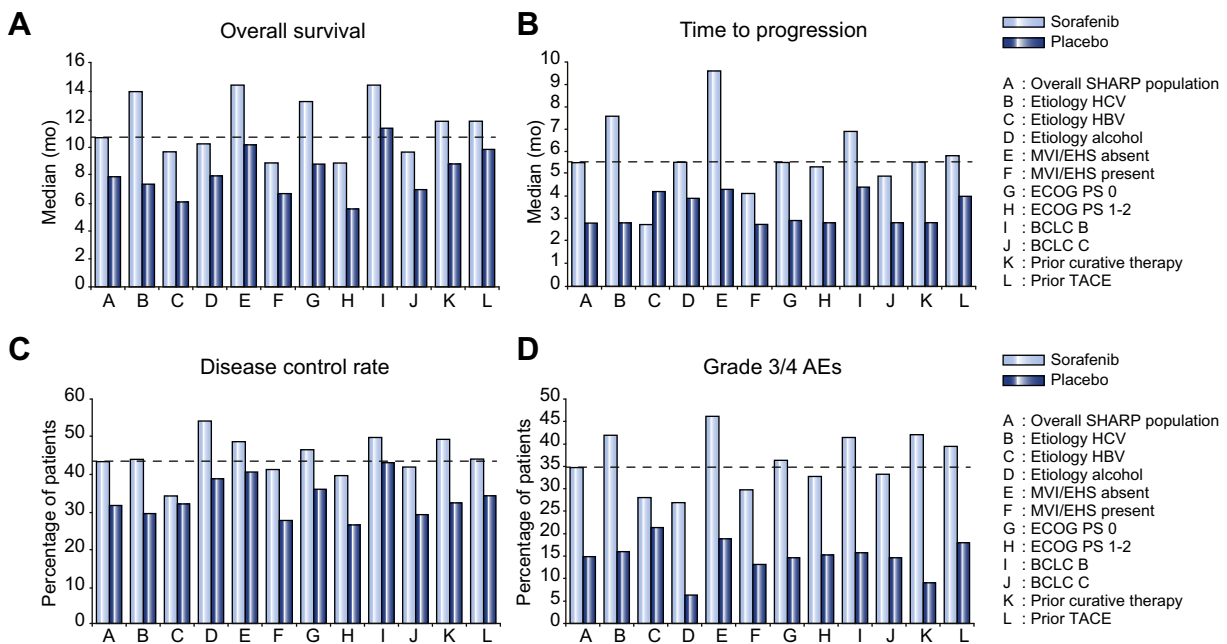 A
Overall survival
Median (mo)
16
14
12
10
8
6
4
2
0
A B C D E F G H I J K L
B
Time to progression
Median (mo)
10
9
8
7
6
5
4
3
2
1
0
A B C D E F G H I J K L
Sorafenib
Placebo
A : Overall SHARP population
B : Etiology HCV
C : Etiology HBV
D : Etiology alcohol
E : MVI/EHS absent
F : MVI/EHS present
G : ECOG PS 0
H : ECOG PS 1-2
I : BCLC B
J : BCLC C
K : Prior curative therapy
L : Prior TACE
C
Disease control rate
Percentage of patients
60
50
40
30
20
10
0
A B C D E F G H I J K L
D
Grade 3/4 AEs
Percentage of patients
50
45
40
35
30
25
20
15
10
5
0
A B C D E F G H I J K L
Sorafenib
Placebo
A : Overall SHARP population
B : Etiology HCV
C : Etiology HBV
D : Etiology alcohol
E : MVI/EHS absent
F : MVI/EHS present
G : ECOG PS 0
H : ECOG PS 1-2
I : BCLC B
J : BCLC C
K : Prior curative therapy
L : Prior TACE